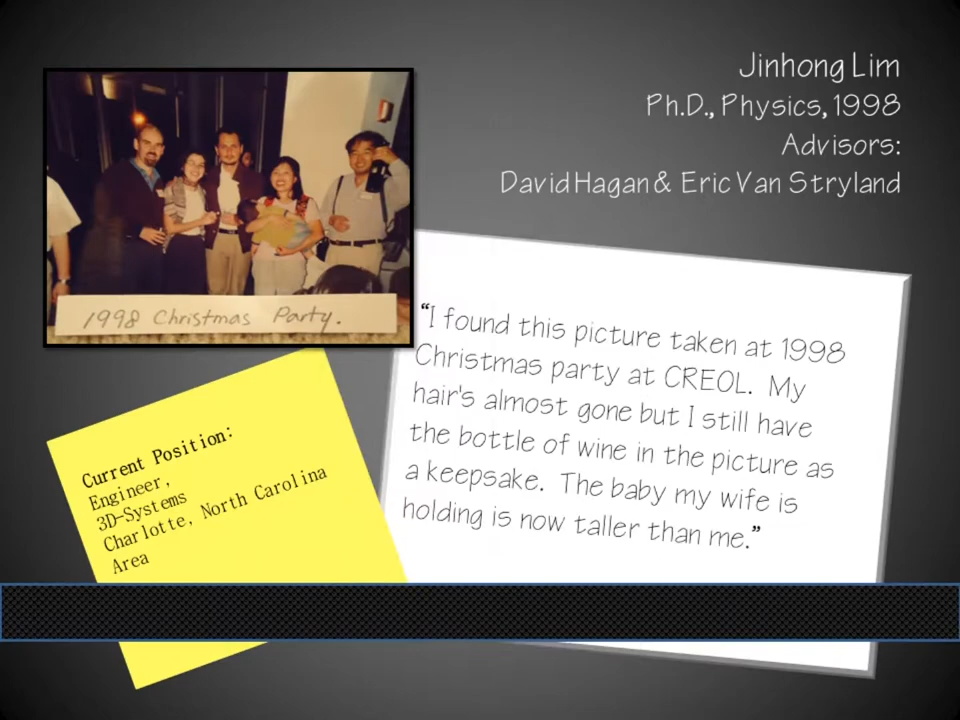 Jinhong Lim
Ph.D., Physics, 1998
Advisors:
David Hagan & Eric Van Stryland
1998 Christmas Party.
“I found this picture taken at 1998
Christmas party at CREOL. My
hair's almost gone but I still have
the bottle of wine in the picture as
a keepsake. The baby my wife is
holding is now taller than me.”
Current Position:
Engineer,
3D-Systems
Charlotte, North Carolina
Area